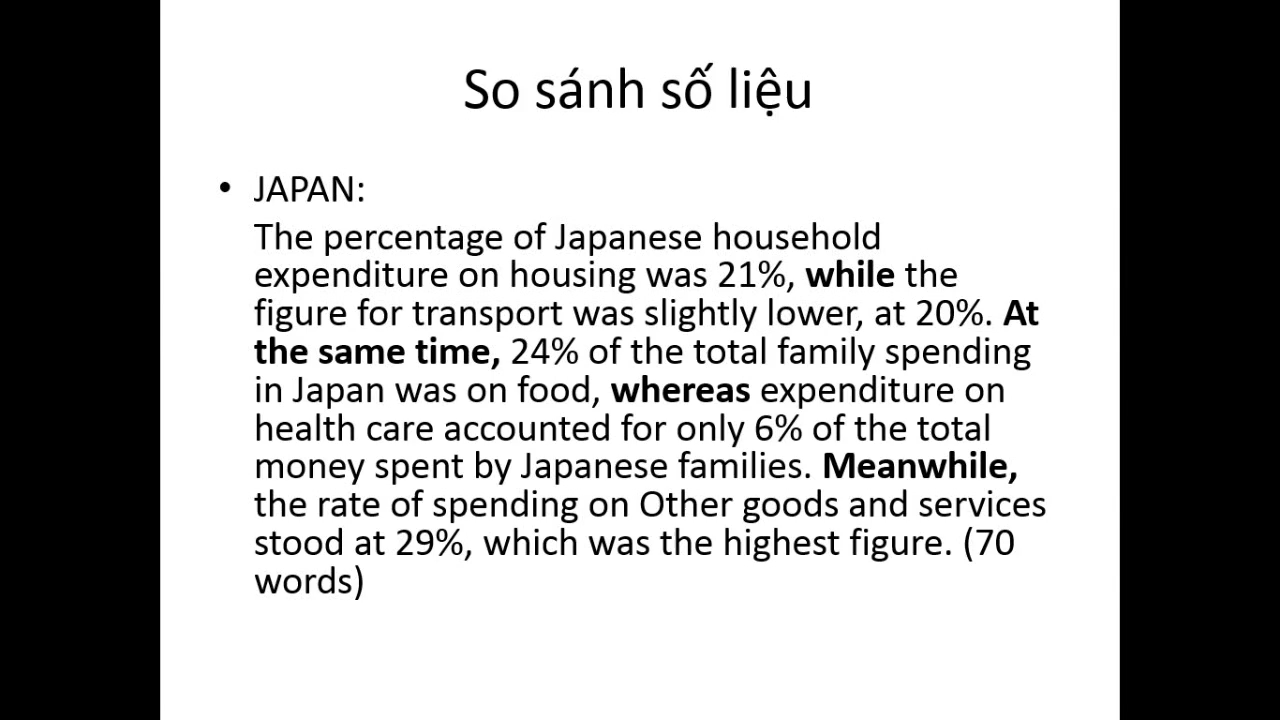 So sánh số liệu
• JAPAN:
The percentage of Japanese household
expenditure on housing was 21%, while the
figure for transport was slightly lower, at 20%. At
the same time, 24% of the total family spending
in Japan was on food, whereas expenditure on
health care accounted for only 6% of the total
money spent by Japanese families. Meanwhile,
the rate of spending on Other goods and services
stood at 29%, which was the highest figure. (70
words)